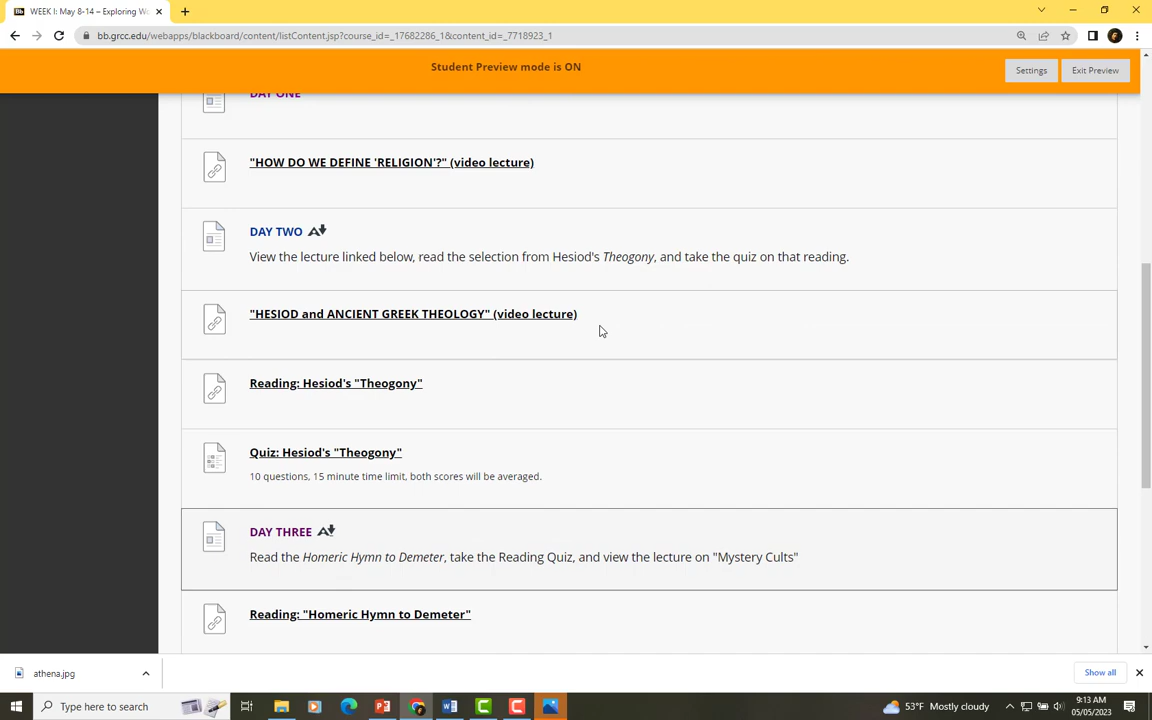 WEEK I: May 8-14 – Exploring Wo
bb.grcc.edu/webapps/blackboard/content/listContent.jsp?course_id=_17682286_1&content_id=_7718923_1
Student Preview mode is ON
Settings
Exit Preview
DAY ONE
"HOW DO WE DEFINE 'RELIGION'?" (video lecture)
DAY TWO
View the lecture linked below, read the selection from Hesiod's Theogony, and take the quiz on that reading.
"HESIOD and ANCIENT GREEK THEOLOGY" (video lecture)
Reading: Hesiod's "Theogony"
Quiz: Hesiod's "Theogony"
10 questions, 15 minute time limit, both scores will be averaged.
DAY THREE
Read the Homeric Hymn to Demeter, take the Reading Quiz, and view the lecture on "Mystery Cults"
Reading: "Homeric Hymn to Demeter"
athena.jpg
Show all
Type here to search
53°F Mostly cloudy
9:13 AM
05/05/2023